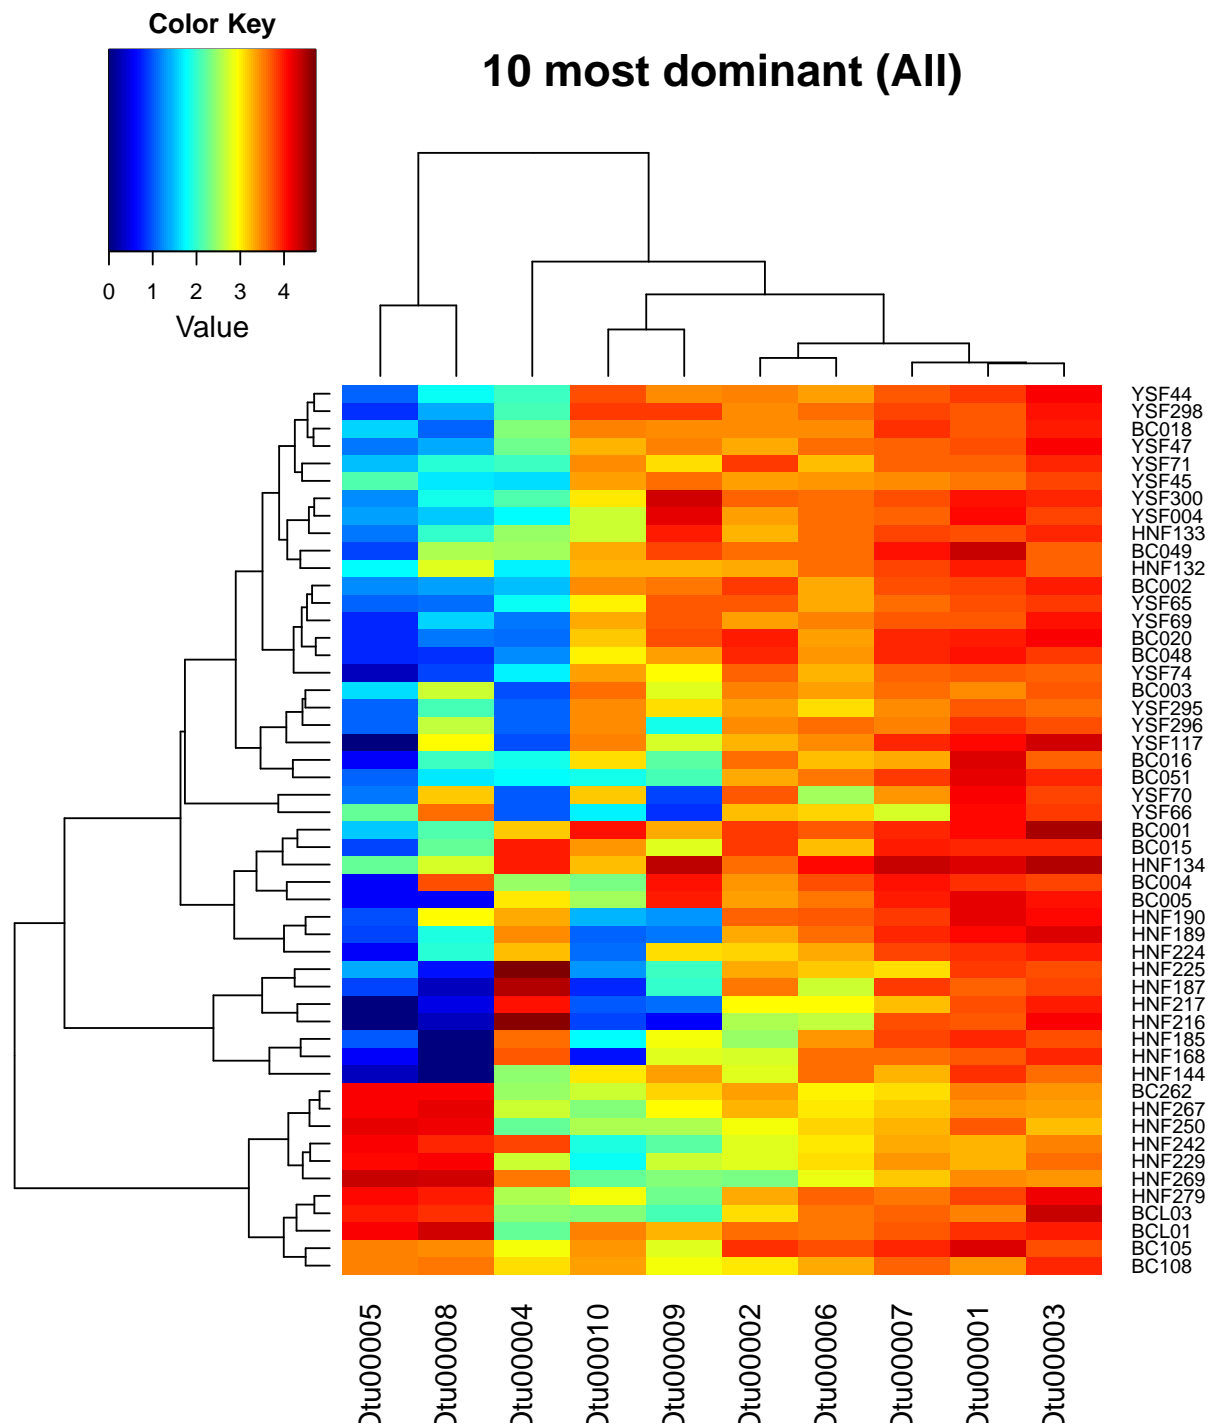 Color Key
10 most dominant (All)
0 1 2 3 4
Value
YSF44
YSF298
BC018
YSF47
YSF71
YSF45
YSF300
YSF004
HNF133
BC049
HNF132
BC002
YSF65
YSF69
BC020
BC048
YSF74
BC003
YSF295
YSF296
YSF117
BC016
BC051
YSF70
YSF66
BC001
BC015
HNF134
BC004
BC005
HNF190
HNF189
HNF224
HNF225
HNF187
HNF217
HNF216
HNF185
HNF168
HNF144
BC262
HNF267
HNF250
HNF242
HNF229
HNF269
HNF279
BCL03
BCL01
BC105
BC108
Otu00005
Otu00008
Otu00004
Otu00010
Otu00009
Otu00002
Otu00006
Otu00007
Otu00001
Otu00003